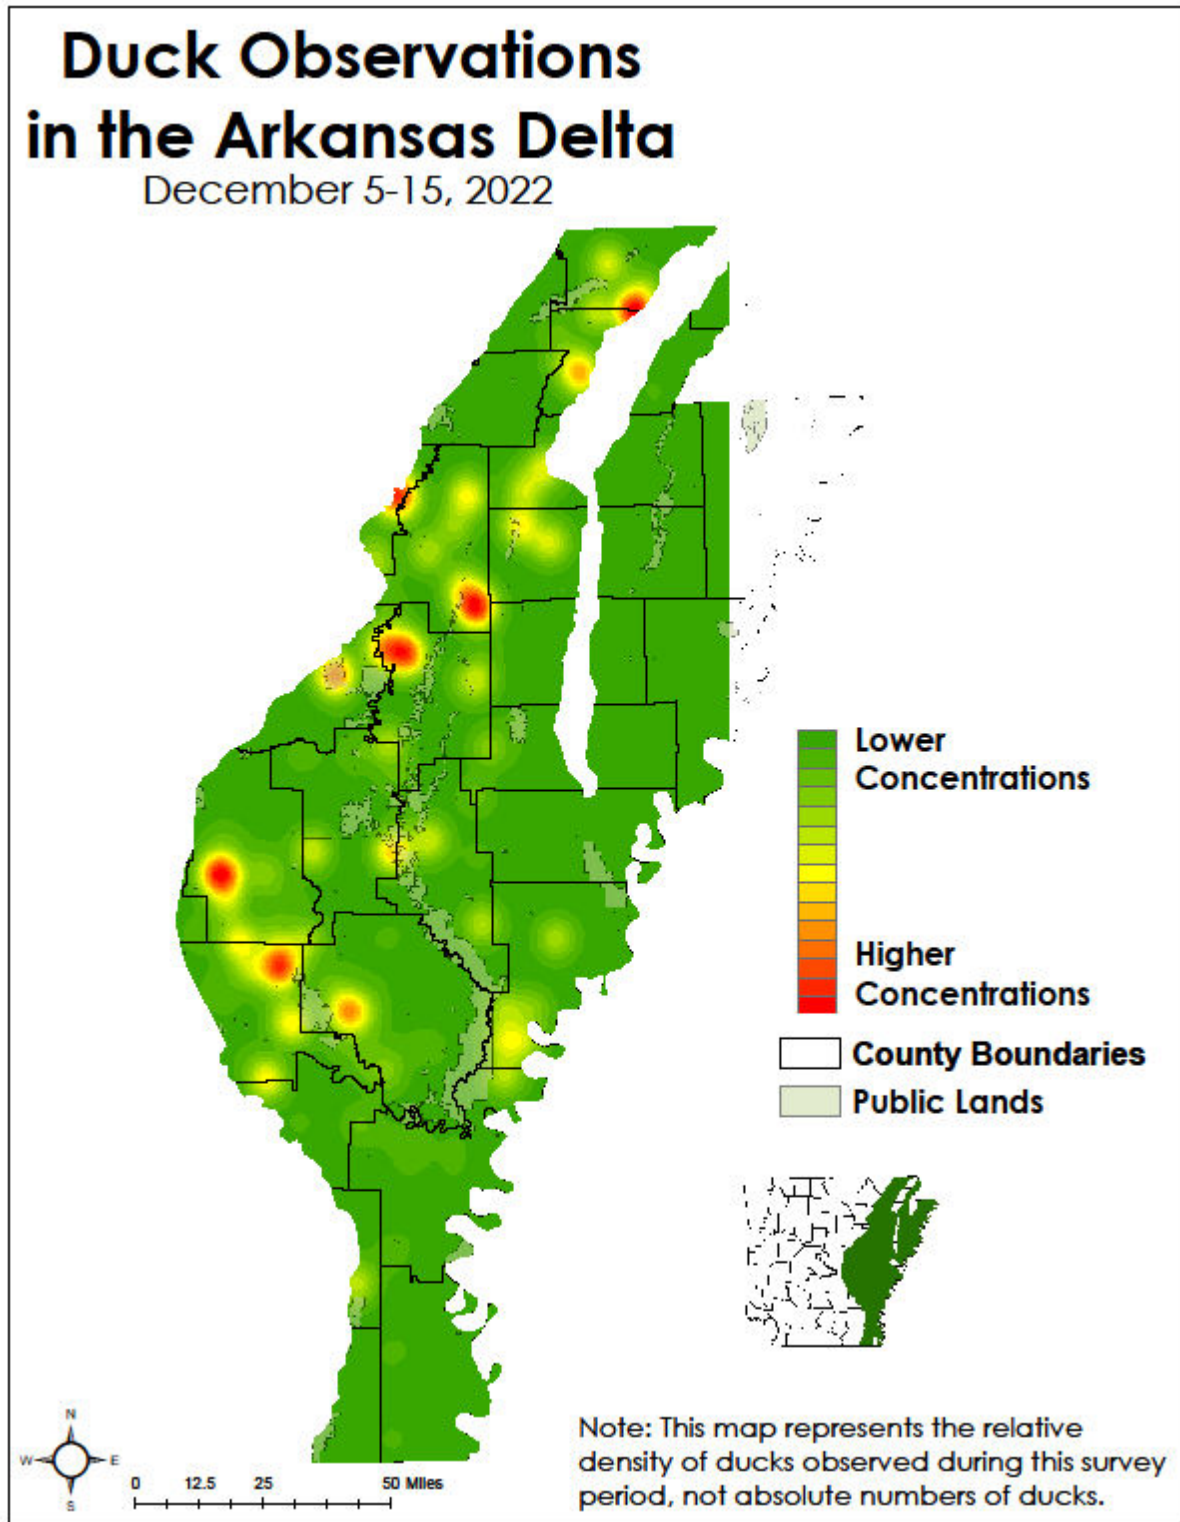 Duck Observations
in the Arkansas Delta
December 5-15, 2022
Lower
Concentrations
Higher
Concentrations
County Boundaries
Public Lands
N
W
E
S
0 12.5 25 50 Miles
Note: This map represents the relative
density of ducks observed during this survey
period, not absolute numbers of ducks.